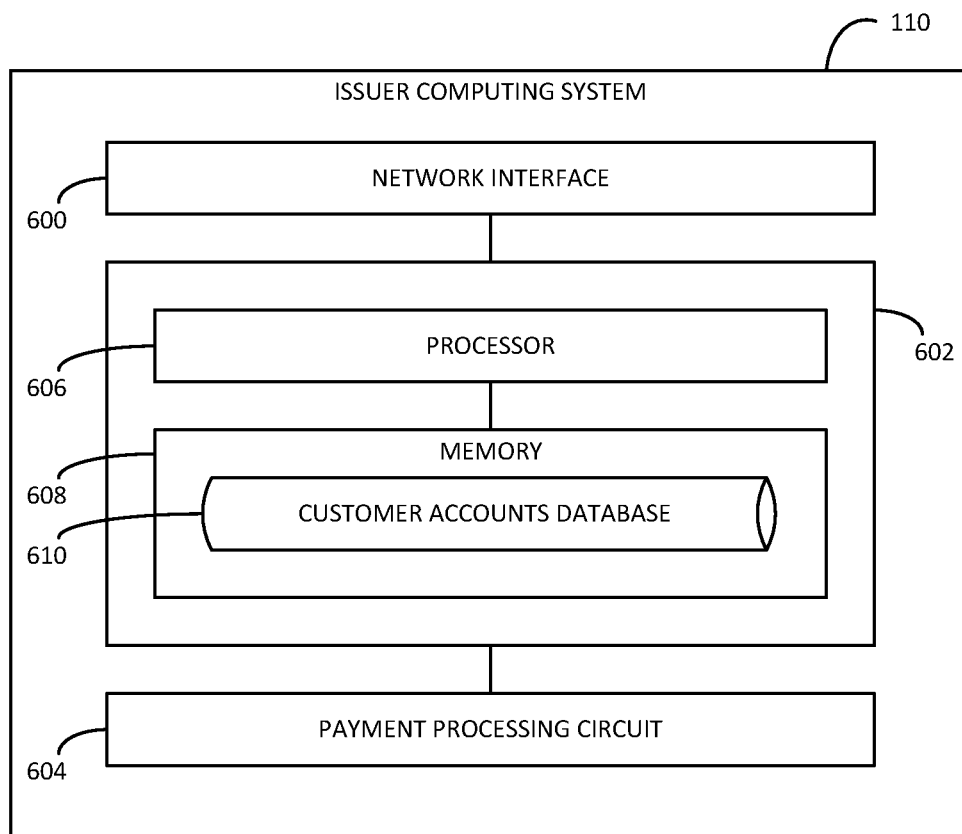 110
ISSUER COMPUTING SYSTEM
NETWORK INTERFACE
600
PROCESSOR
602
606
MEMORY
608
CUSTOMER ACCOUNTS DATABASE
610
PAYMENT PROCESSING CIRCUIT
604